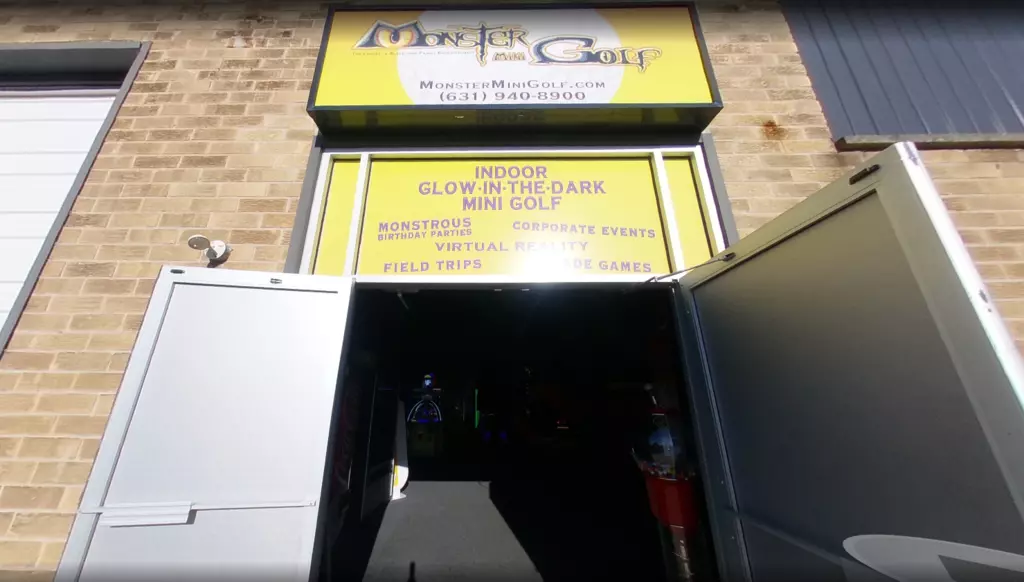 MONSTER MINI GOLF
MONSTERMINIGOLF.COM
(631) 940-8900
INDOOR
GLOW-IN-THE-DARK
MINI GOLF
MONSTROUS
BIRTHDAY PARTIES
CORPORATE EVENTS
VIRTUAL REALITY
FIELD TRIPS
GAMES